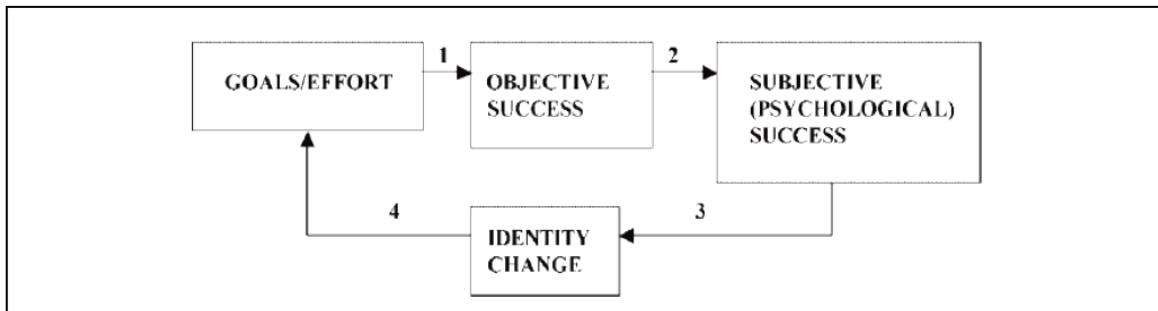 GOALS/EFFORT
1
OBJECTIVE
SUCCESS
2
SUBJECTIVE
(PSYCHOLOGICAL)
SUCCESS
3
IDENTITY
CHANGE
4